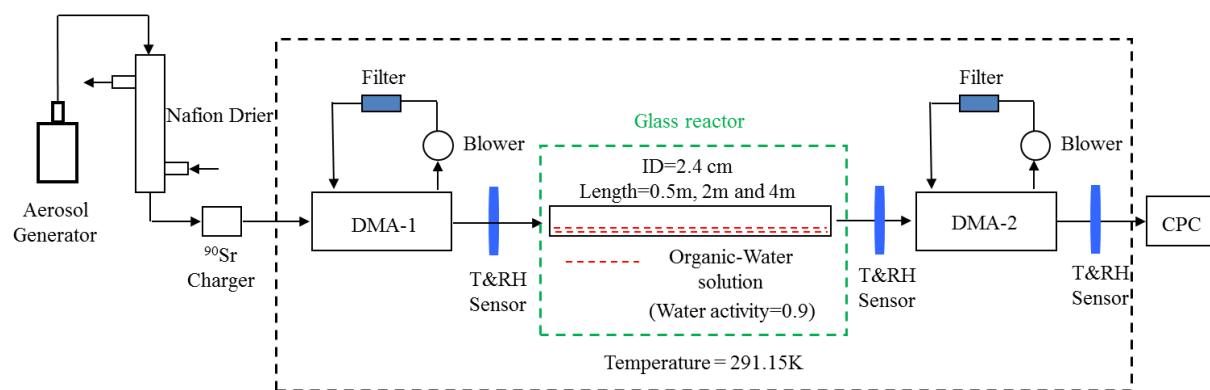 Aerosol
Generator
Nafion Drier
⁹⁰Sr
Charger
Filter
Blower
DMA-1
T&RH
Sensor
Glass reactor
ID=2.4 cm
Length=0.5m, 2m and 4m
Organic-Water
solution
(Water activity=0.9)
Temperature = 291.15K
T&RH
Sensor
Filter
Blower
DMA-2
T&RH
Sensor
CPC